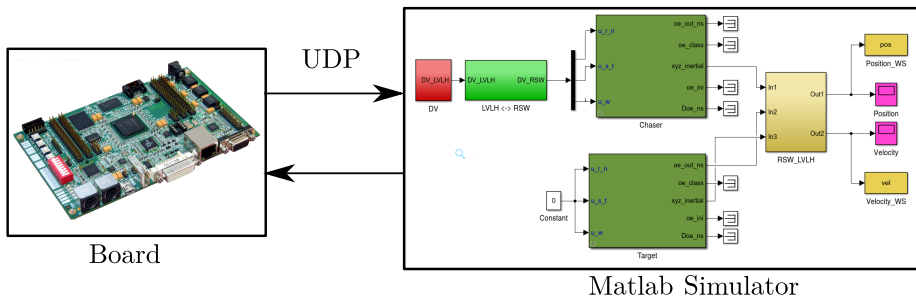 UDP
Board
DV_LVLH
DV
DV_LVLH
DV_RSW
LVLH <-> RSW
u_r_n
u_s_t
u_w
oe_out_ns
oe_class
xyz_inertial
oe_ini
Doe_ns
Chaser
0
Constant
u_r_n
u_s_t
u_w
oe_out_ns
oe_class
xyz_inertial
oe_ini
Doe_ns
Target
In1
In2
In3
Out1
Out2
RSW_LVLH
pos
Position_WS
Position
Velocity
vel
Velocity_WS
Matlab Simulator